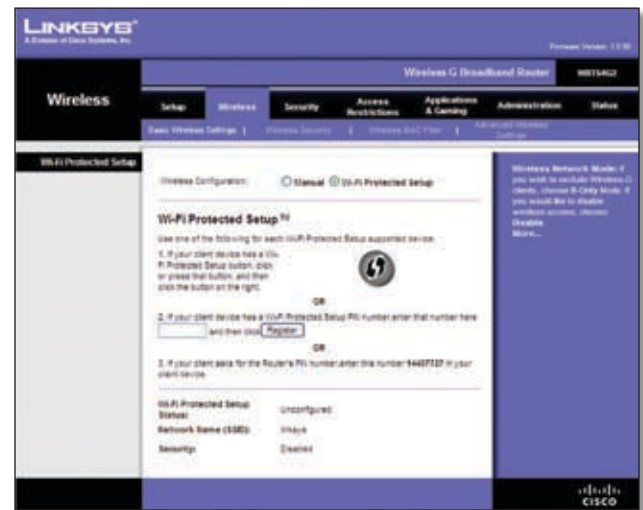 LINKSYS®
A Division of Cisco Systems, Inc.
Firmware Version:
Wireless-G Broadband Router
WRT54G2
Wireless
Setup Wireless Security Access Restrictions Applications & Gaming Administration Status
Basic Wireless Settings | Wireless Security | Wireless MAC Filter | Advanced Wireless Settings
Wi-Fi Protected Setup
Wireless Configuration: Manual Wi-Fi Protected Setup
Wi-Fi Protected Setup™
Use one of the following for each Wi-Fi Protected Setup supported device:
1. If your client device has a Wi-
Fi Protected Setup button, click
or press that button, and then
click the button on the right.
OR
2. If your client device has a Wi-Fi Protected Setup PIN number, enter that number here
and then click Register
OR
3. If your client asks for the Router's PIN number, enter this number in your
client device.
Wi-Fi Protected Setup
Status: Unconfigured
Network Name (SSID): linksys
Security: Disabled
Wireless Network Mode: If
you wish to exclude Wireless-G
clients, choose B-Only Mode. If
you would like to disable
wireless access, choose
Disable.
More...
CISCO